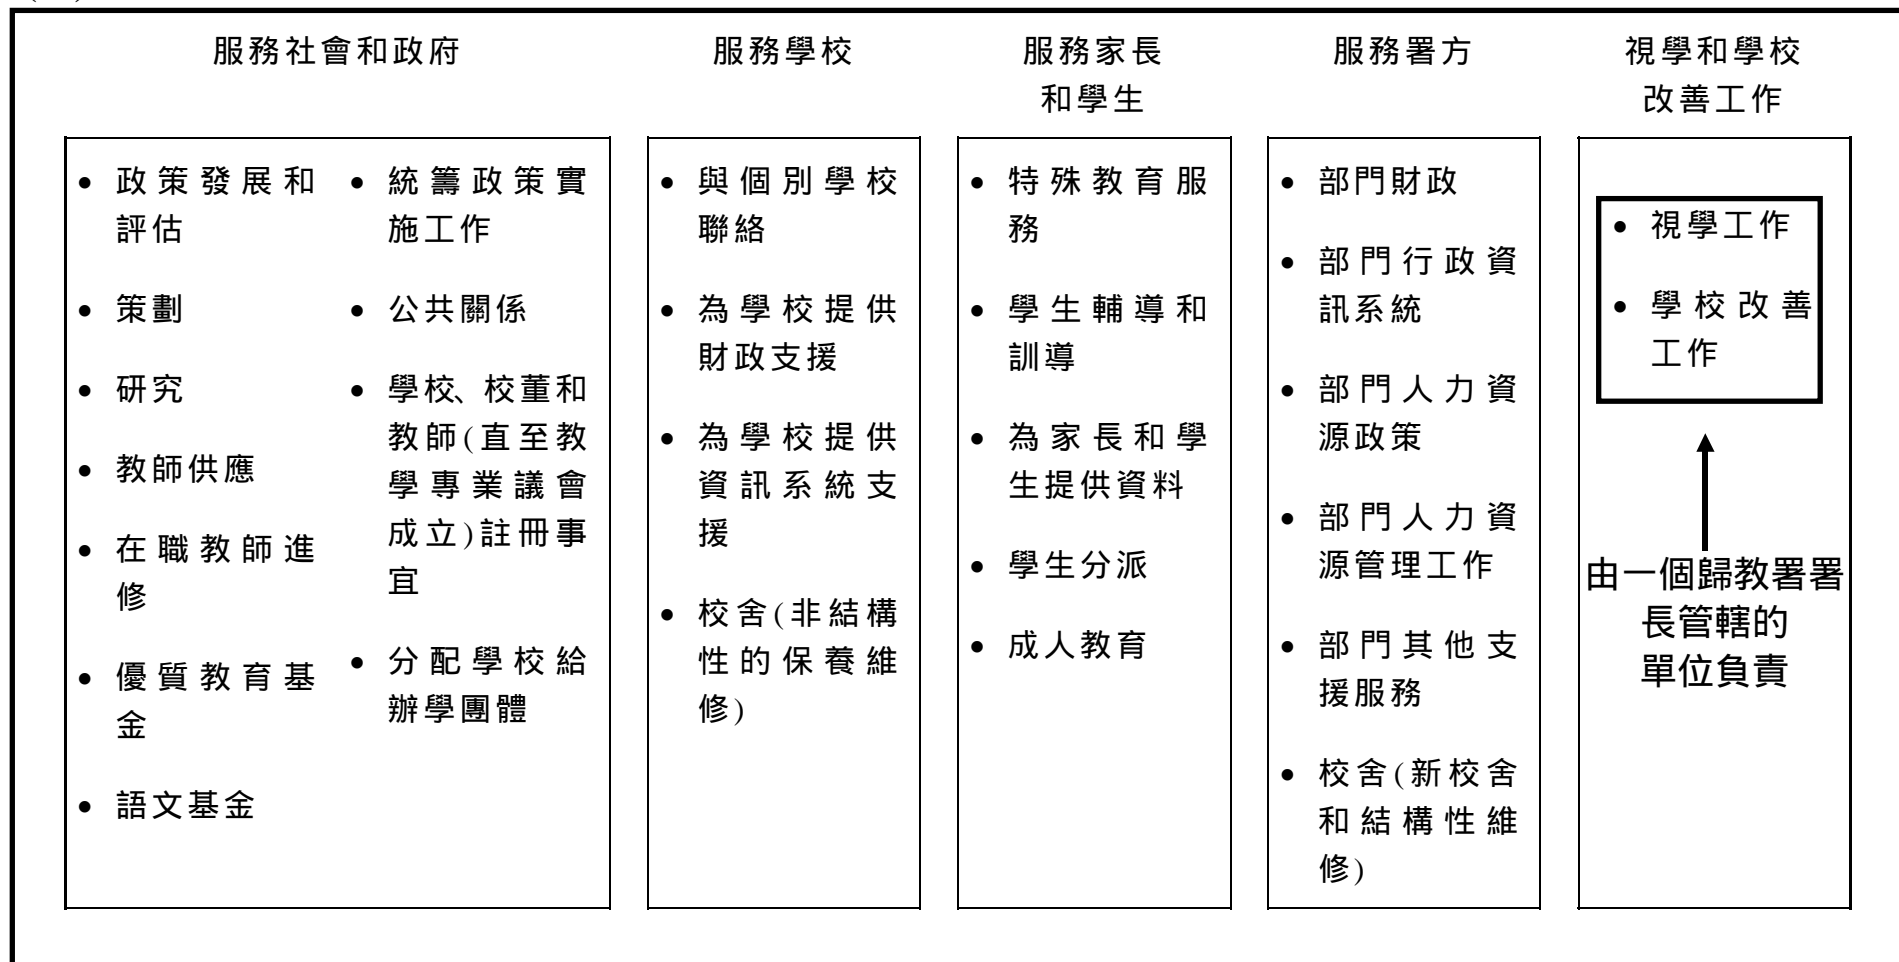 服務社會和政府
服務學校
服務家長
和學生
服務署方
視學和學校
改善工作
• 政策發展和
評估
• 策劃
• 研究
• 教師供應
• 在職教師進
修
• 優質教育基
金
• 語文基金
• 統籌政策實
施工作
• 公共關係
• 學校、校董和
教師(直至教
學專業議會
成立)註冊事
宜
• 分配學校給
辦學團體
• 與個別學校
聯絡
• 為學校提供
財政支援
• 為學校提供
資訊系統支
援
• 校舍(非結構
性的保養維
修)
• 特殊教育服
務
• 學生輔導和
訓導
• 為家長和學
生提供資料
• 學生分派
• 成人教育
• 部門財政
• 部門行政資
訊系統
• 部門人力資
源政策
• 部門人力資
源管理工作
• 部門其他支
援服務
• 校舍(新校舍
和結構性維
修)
• 視學工作
• 學校改善
工作
由一個歸教署署
長管轄的
單位負責